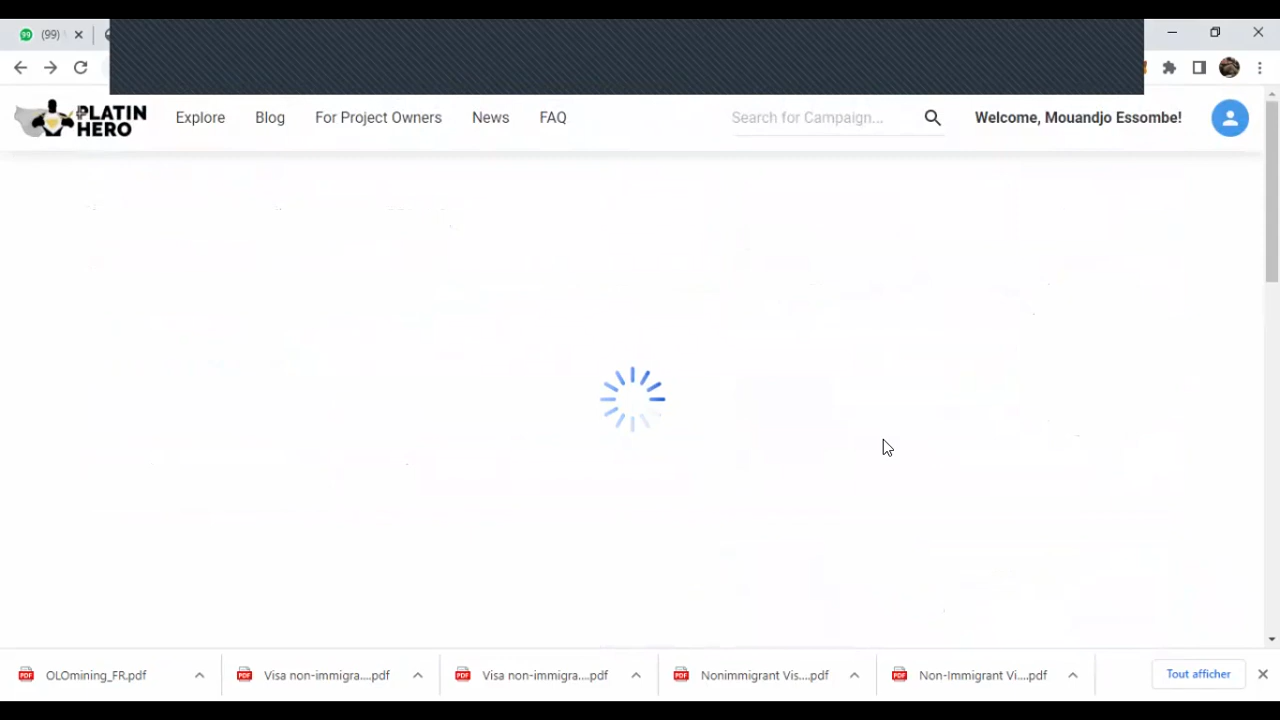 (99)
PLATIN
HERO
Explore
Blog
For Project Owners
News
FAQ
Search for Campaign...
Welcome, Mouandjo Essombe!
OLOmining_FR.pdf
Visa non-immigra....pdf
Visa non-immigra....pdf
Nonimmigrant Vis....pdf
Non-Immigrant Vi....pdf
Tout afficher